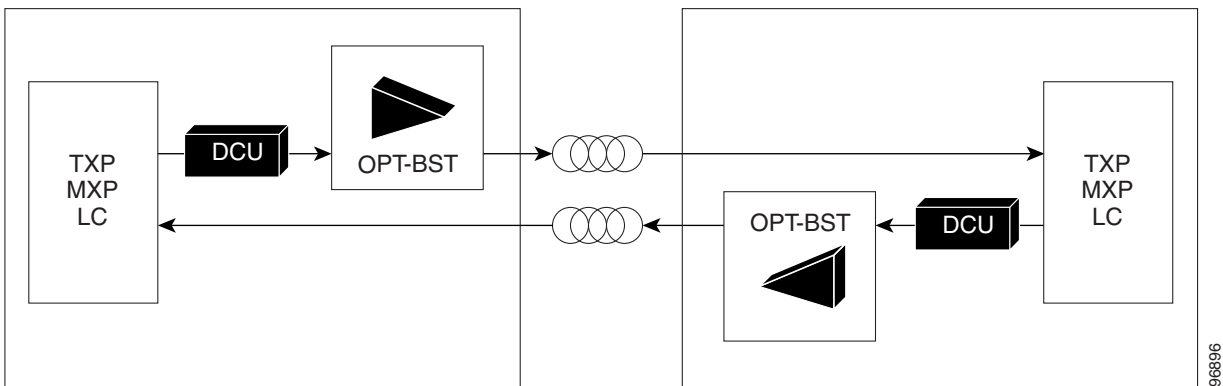 TXP
MXP
LC
DCU
OPT-BST
OPT-BST
DCU
TXP
MXP
LC
96896